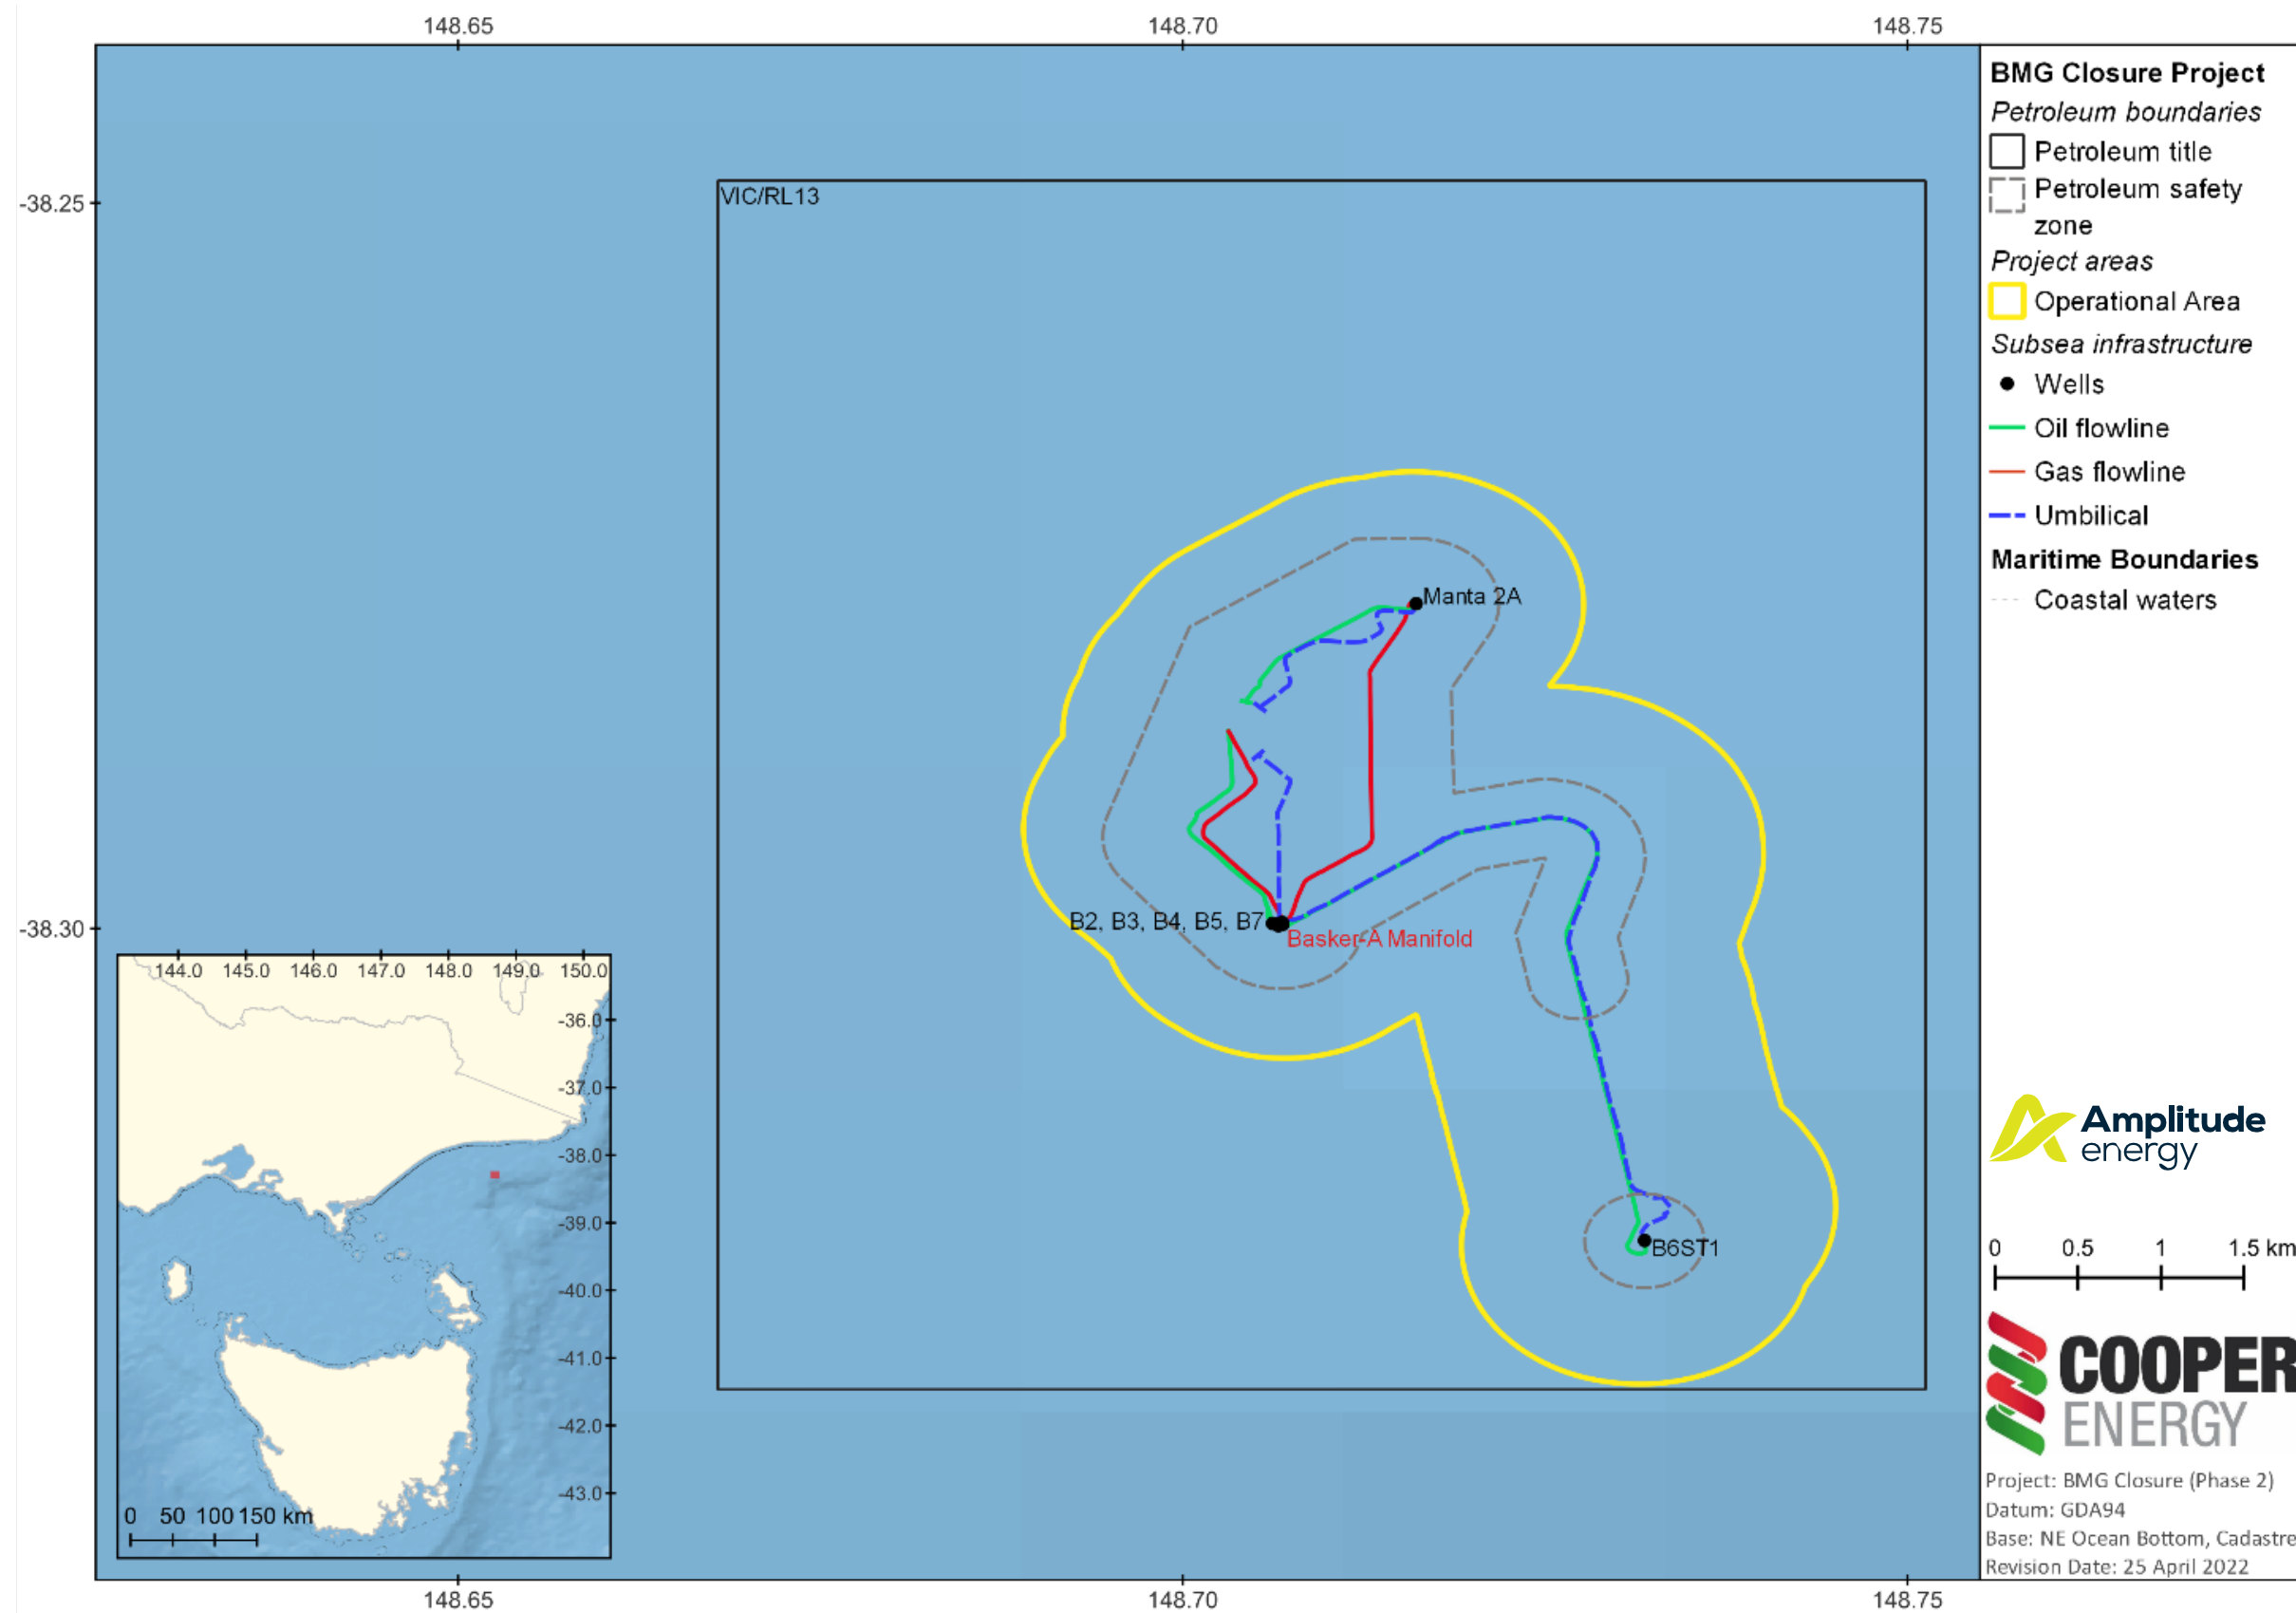 148.65 148.70 148.75
BMG Closure Project
Petroleum boundaries
Petroleum title
Petroleum safety
zone
Project areas
Operational Area
Subsea infrastructure
Wells
Oil flowline
Gas flowline
Umbilical
Maritime Boundaries
Coastal waters
-38.25
VIC/RL13
Manta 2A
-38.30
B2, B3, B4, B5, B7
Basker-A Manifold
B6ST1
144.0 145.0 146.0 147.0 148.0 149.0 150.0
-36.0
-37.0
-38.0
-39.0
-40.0
-41.0
-42.0
-43.0
0 50 100 150 km
Amplitude
energy
0 0.5 1 1.5 km
COOPER
ENERGY
Project: BMG Closure (Phase 2)
Datum: GDA94
Base: NE Ocean Bottom, Cadastre
Revision Date: 25 April 2022
148.65 148.70 148.75